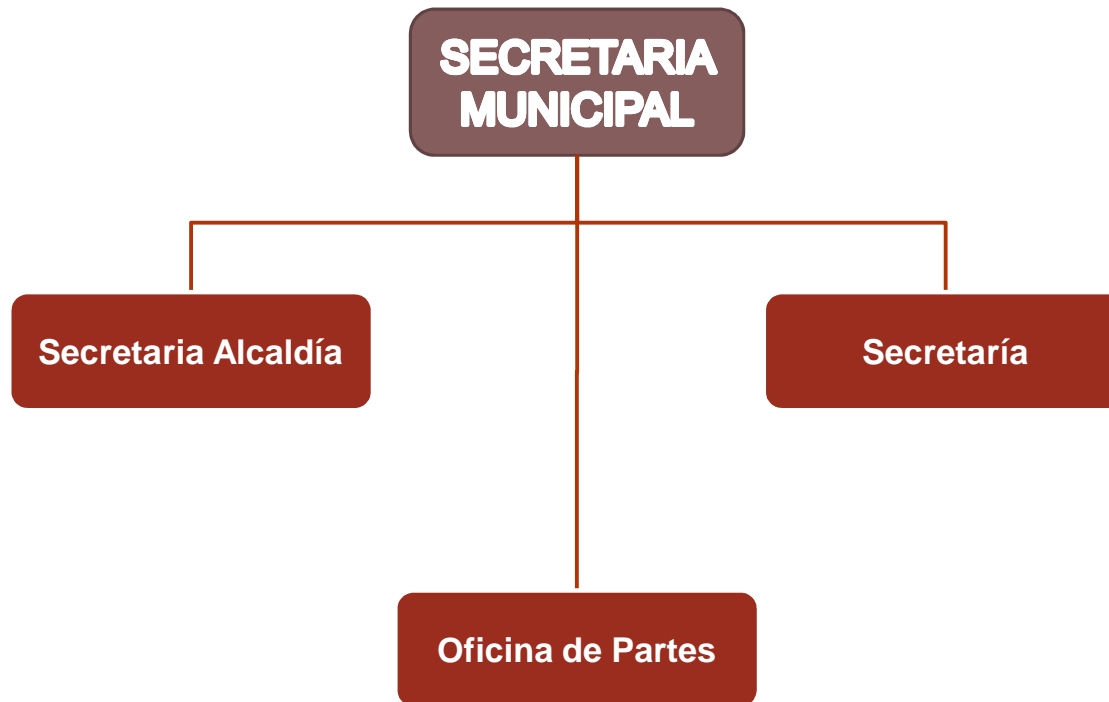 SECRETARIA
MUNICIPAL
Secretaria Alcaldía
Secretaría
Oficina de Partes